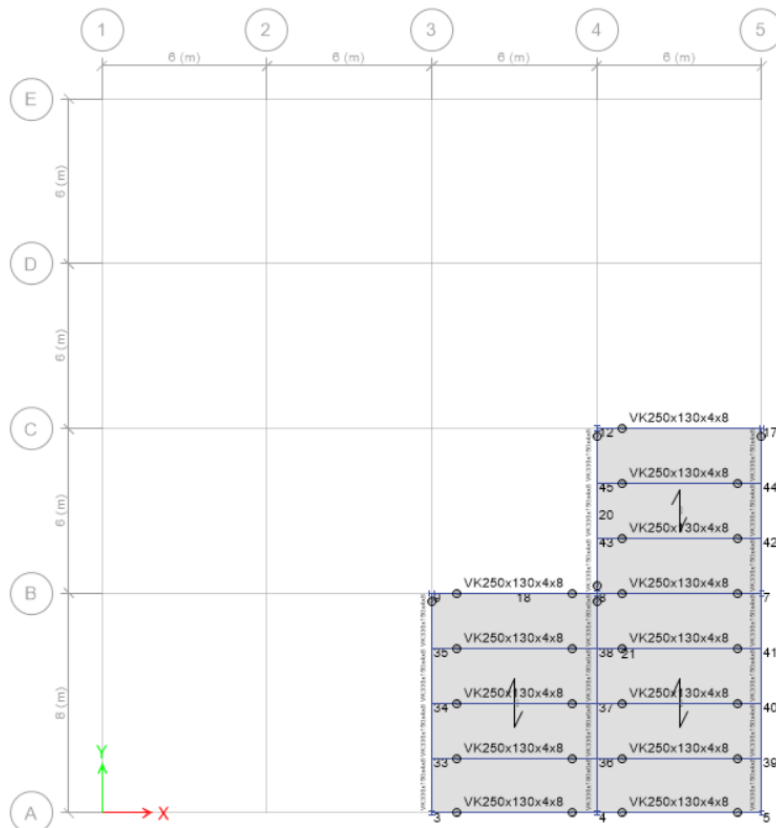 1 2 3 4 5
6 (m) 6 (m) 6 (m) 6 (m)
E
6 (m)
D
6 (m)
VK250x130x4x8
C
12 17
VK250x130x4x8
45 44
6 (m)
20
VK250x130x4x8
43 42
VK250x130x4x8 VK250x130x4x8
B
18 8 7
VK250x130x4x8 VK250x130x4x8
35 38 21 41
VK250x130x4x8 VK250x130x4x8
8 (m)
34 37 40
VK250x130x4x8 VK250x130x4x8
Y
33 36 39
VK250x130x4x8 VK250x130x4x8
A X
3 4 5